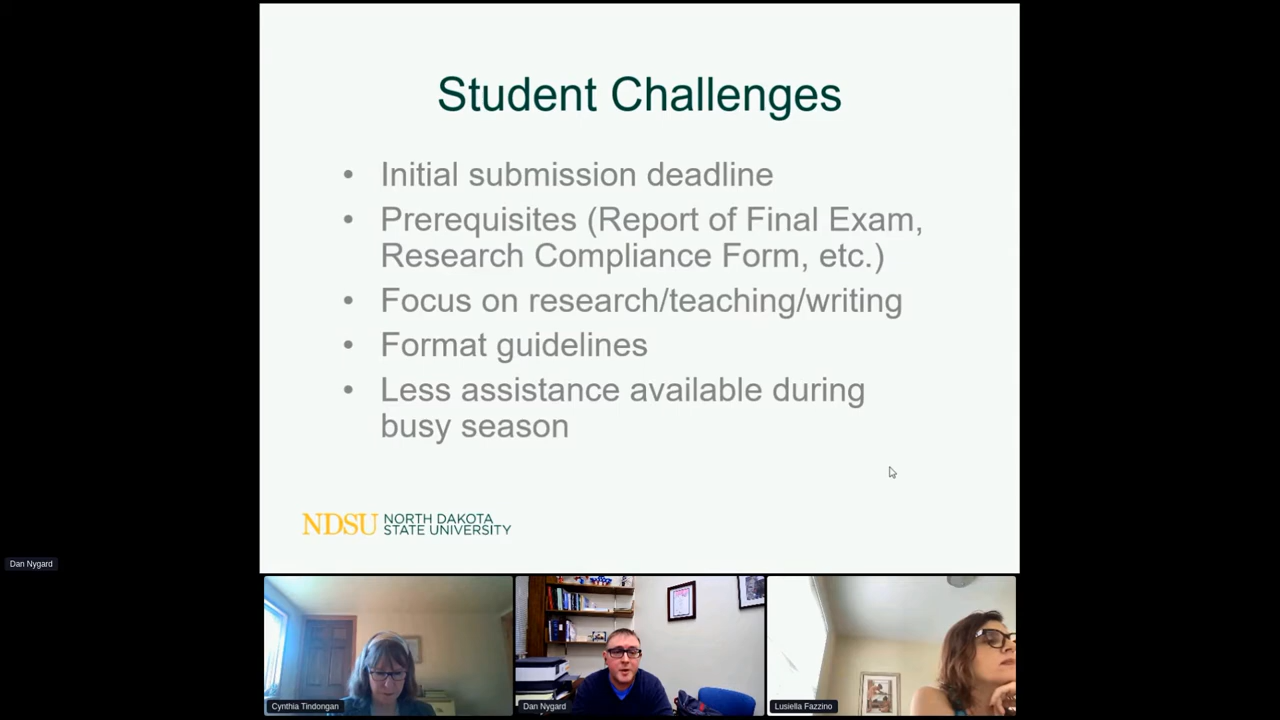 Student Challenges
• Initial submission deadline
• Prerequisites (Report of Final Exam,
Research Compliance Form, etc.)
• Focus on research/teaching/writing
• Format guidelines
• Less assistance available during
busy season
NDSU NORTH DAKOTA
STATE UNIVERSITY
Dan Nygard
Cynthia Tindongan
Dan Nygard
Lusiella Fazzino